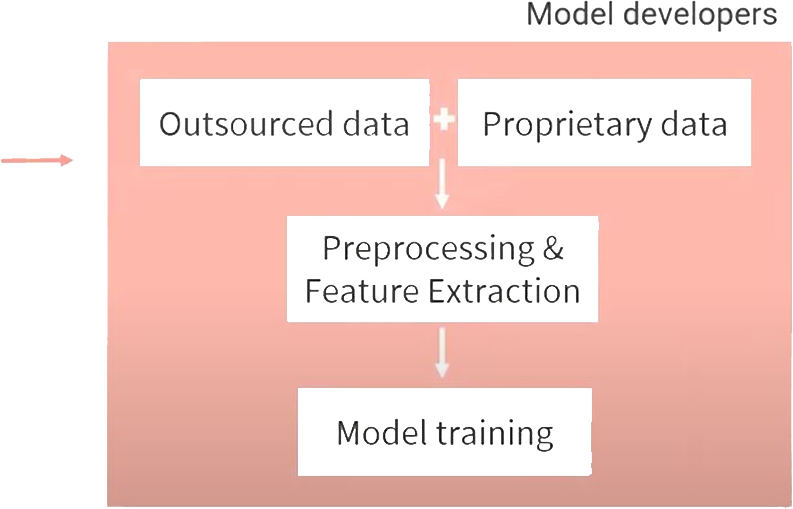 Model developers
Outsourced data + Proprietary data
Preprocessing &
Feature Extraction
Model training